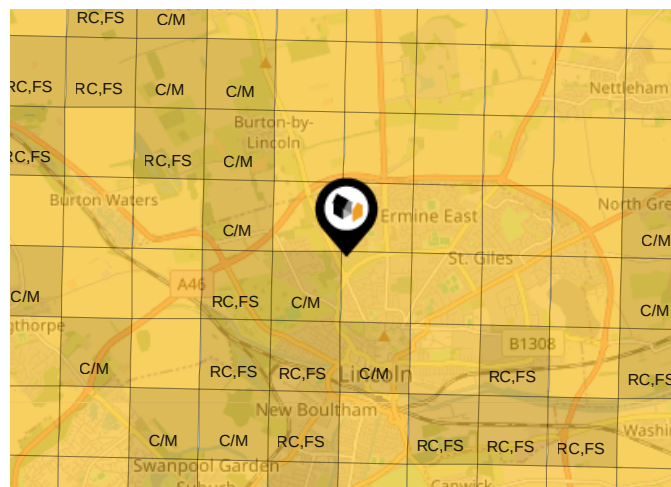 RC,FS C/M
RC,FS RC,FS C/M C/M
Nettleham
Burton-by-
Lincoln
RC,FS RC,FS C/M
Burton Waters
Ermine East
North Gre
C/M C/M
St. Giles
A46
C/M RC,FS C/M C/M
gthorpe
B1308
C/M RC,FS RC,FS C/M RC,FS RC,FS
Lincoln
New Boultham
Washi
C/M C/M RC,FS RC,FS RC,FS RC,FS
Swanpool Garden
Suburb
Canwick